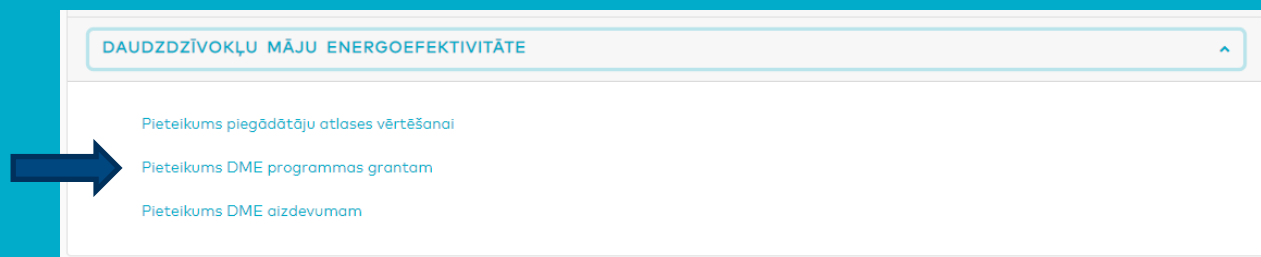 DAUDZDZĪVOKĻU MĀJU ENERGOEFEKTIVITĀTE
Pieteikums piegādātāju atlases vērtēšanai
Pieteikums DME programmas grantam
Pieteikums DME aizdevumam